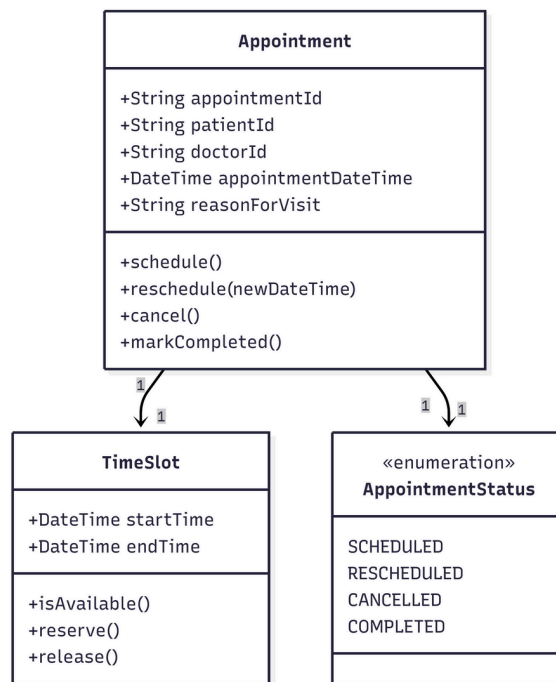 Appointment
+String appointmentId
+String patientId
+String doctorId
+DateTime appointmentDateTime
+String reasonForVisit
+schedule()
+reschedule(newDateTime)
+cancel()
+markCompleted()
1
1
1
1
TimeSlot
+DateTime startTime
+DateTime endTime
+isAvailable()
+reserve()
+release()
«enumeration»
AppointmentStatus
SCHEDULED
RESCHEDULED
CANCELLED
COMPLETED